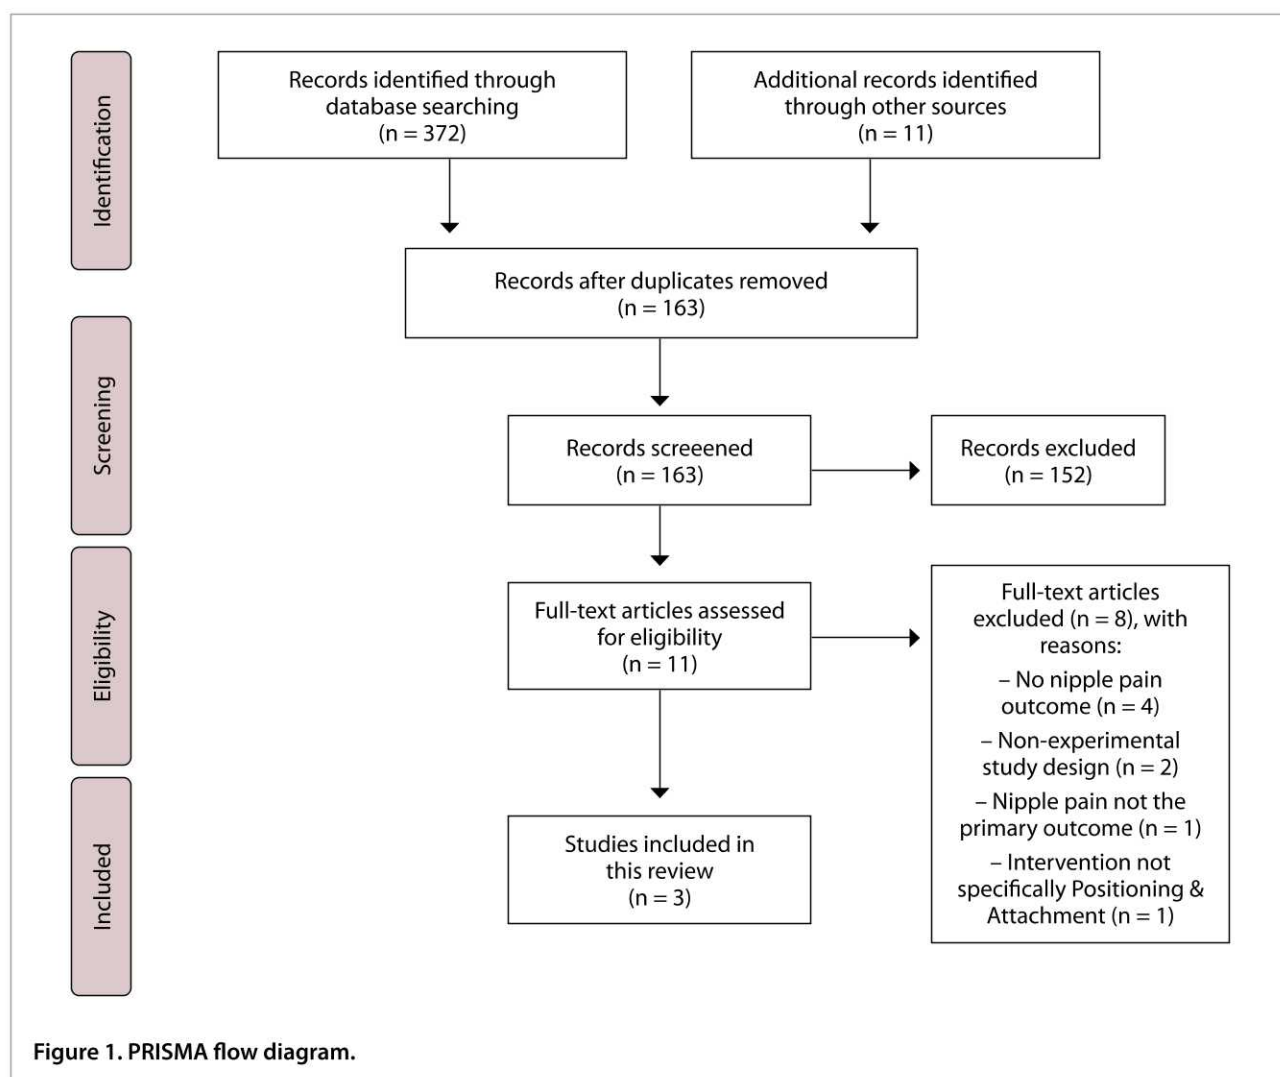 Identification
Records identified through
database searching
(n = 372)
Additional records identified
through other sources
(n = 11)
Records after duplicates removed
(n = 163)
Screening
Records screeened
(n = 163)
Records excluded
(n = 152)
Eligibility
Full-text articles assessed
for eligibility
(n = 11)
Full-text articles
excluded (n = 8), with
reasons:
– No nipple pain
outcome (n = 4)
– Non-experimental
study design (n = 2)
– Nipple pain not the
primary outcome (n = 1)
– Intervention not
specifically Positioning &
Attachment (n = 1)
Included
Studies included in
this review
(n = 3)
Figure 1. PRISMA flow diagram.